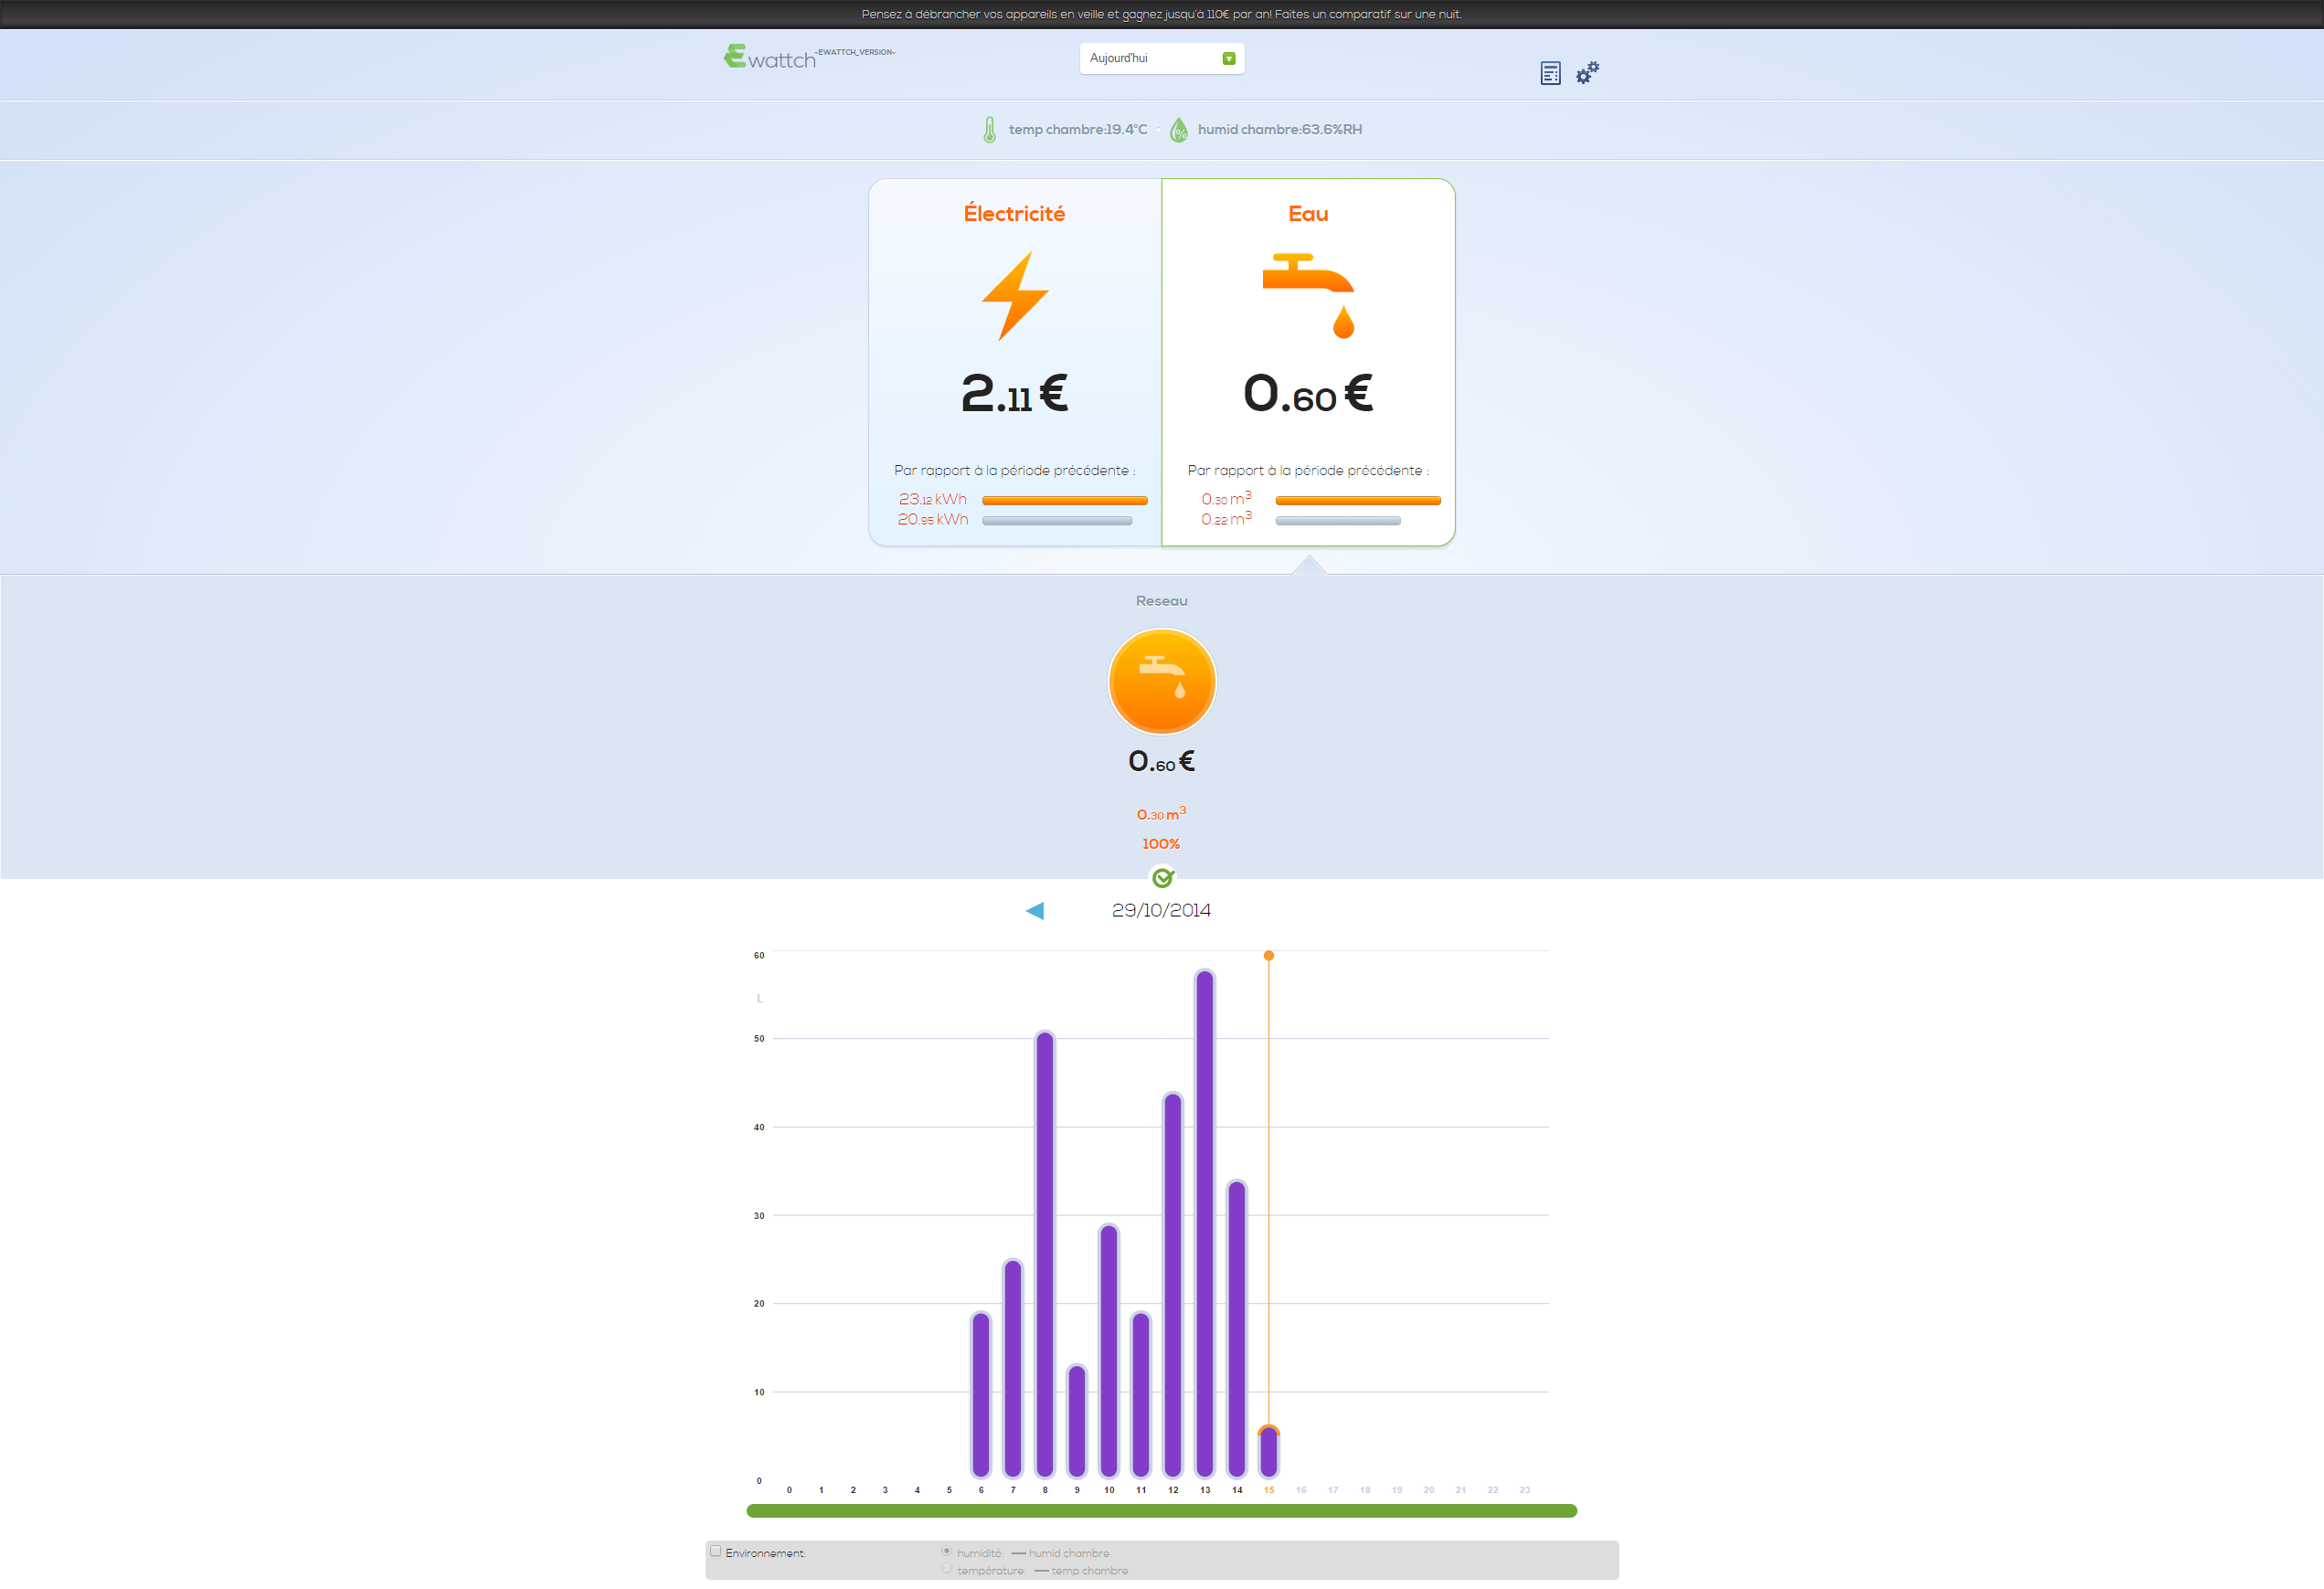 Pensez à débrancher vos appareils en veille et gagnez jusqu'à 110€ par an! Faites un comparatif sur une nuit.
Ewattch ~EWATTCH_VERSION~
Aujourd'hui
temp chambre:19.4°C
humid chambre:63.6%RH
Électricité
2.11 €
Par rapport à la période précédente :
23.12 kWh
20.95 kWh
Eau
0.60 €
Par rapport à la période précédente :
0.30 m³
0.22 m³
Reseau
%
0.60 €
0.30 m³
100%
29/10/2014
60
L
50
40
30
20
10
0
0 1 2 3 4 5 6 7 8 9 10 11 12 13 14 15 16 17 18 19 20 21 22 23
Environnement:
humidité: humid chambre
température: temp chambre